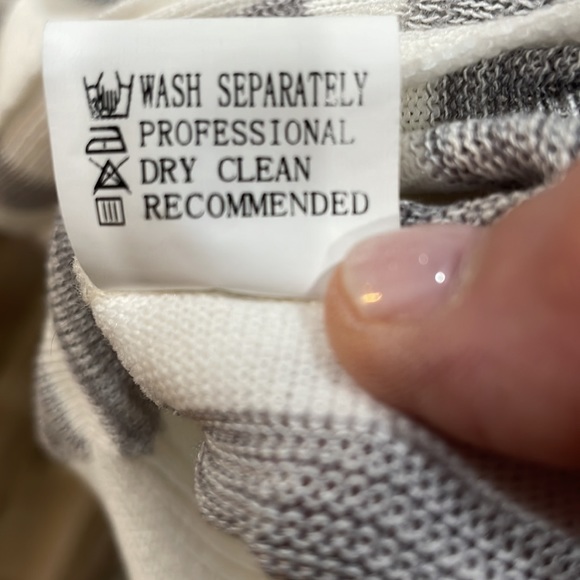 WASH SEPARATELY
PROFESSIONAL
DRY CLEAN
RECOMMENDED